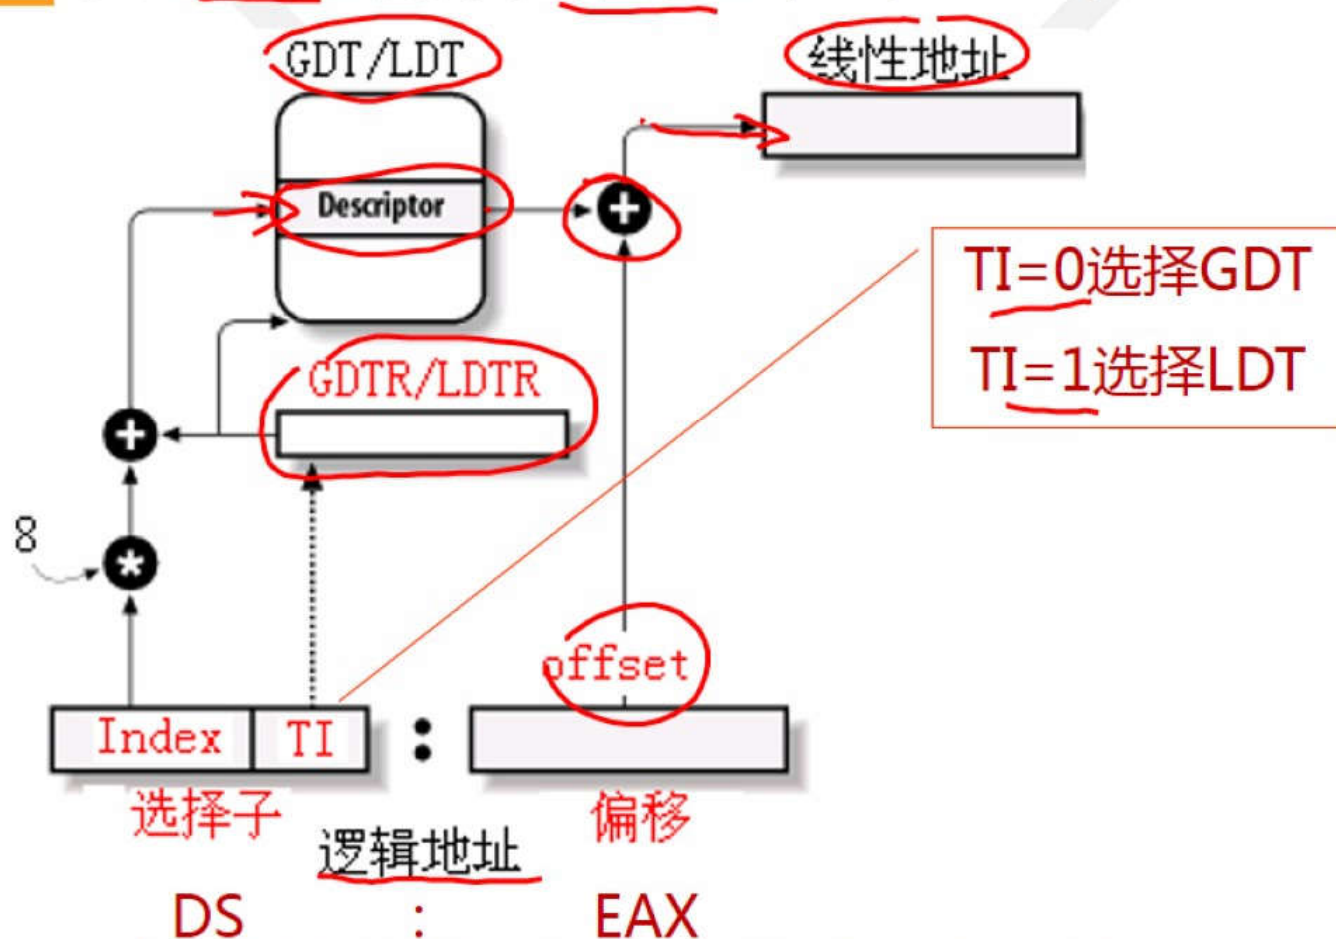 GDT/LDT
线性地址
Descriptor
TI=0选择GDT
TI=1选择LDT
GDTR/LDTR
8
offset
Index TI :
选择子
偏移
逻辑地址
DS : EAX